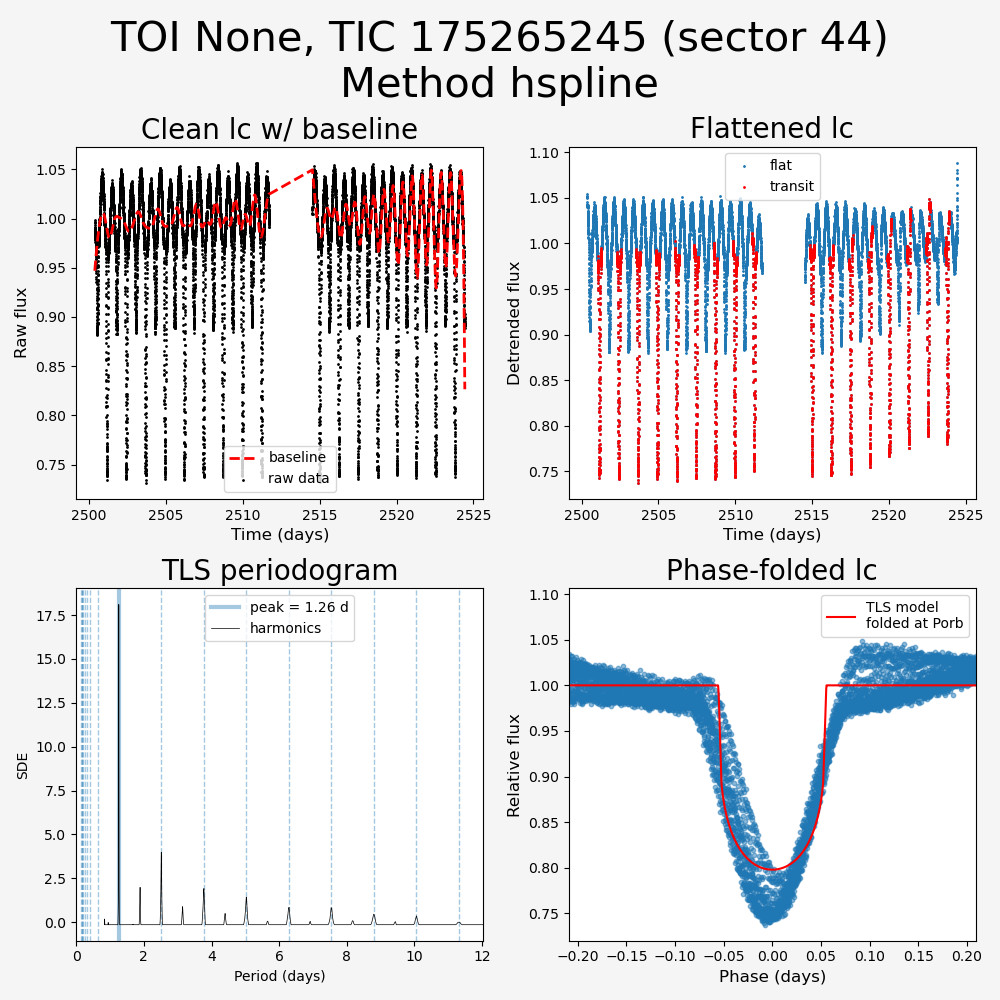 TOI None, TIC 175265245 (sector 44)
Method hspline
Clean lc w/ baseline
Raw flux
1.05
1.00
0.95
0.90
0.85
0.80
0.75
baseline
raw data
2500
2505
2510
2515
2520
2525
Time (days)
Flattened lc
Detrended flux
1.10
1.05
1.00
0.95
0.90
0.85
0.80
0.75
flat
transit
2500
2505
2510
2515
2520
2525
Time (days)
TLS periodogram
SDE
17.5
15.0
12.5
10.0
7.5
5.0
2.5
0.0
peak = 1.26 d
harmonics
0
2
4
6
8
10
12
Period (days)
Phase-folded lc
Relative flux
1.10
1.05
1.00
0.95
0.90
0.85
0.80
0.75
TLS model
folded at Porb
−0.20
−0.15
−0.10
−0.05
0.00
0.05
0.10
0.15
0.20
Phase (days)